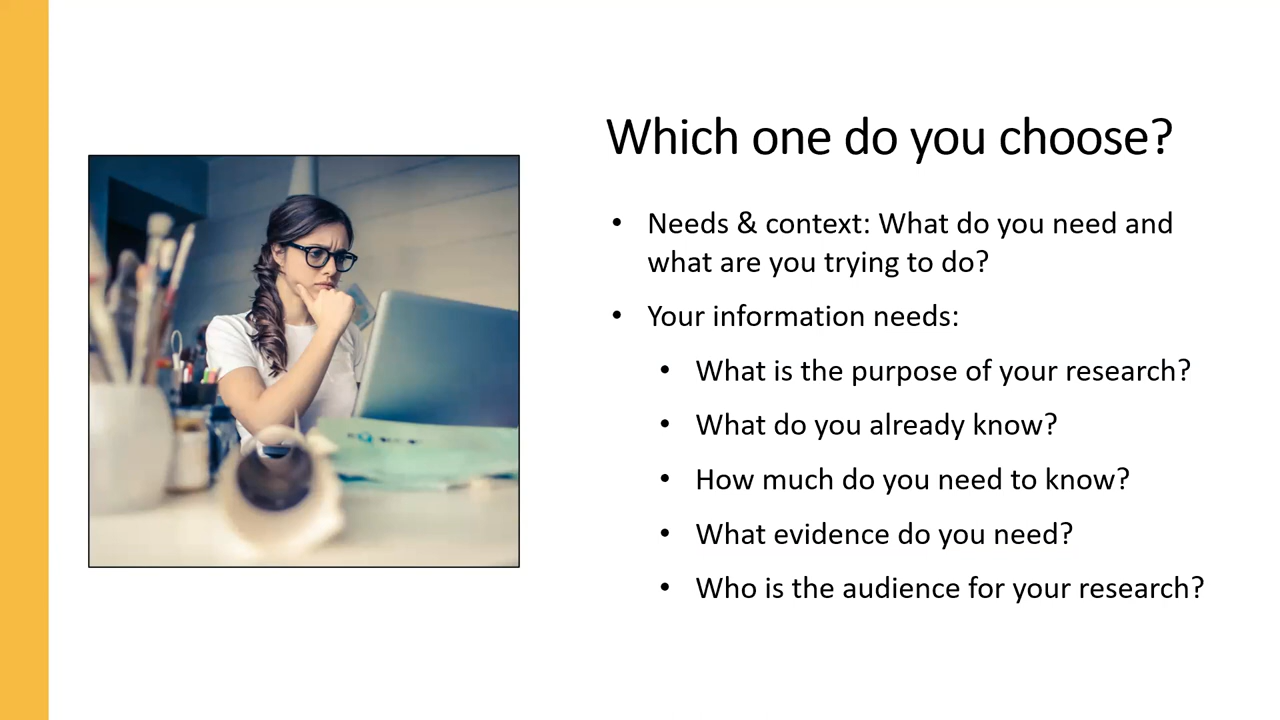 Which one do you choose?
• Needs & context: What do you need and
what are you trying to do?
• Your information needs:
• What is the purpose of your research?
• What do you already know?
• How much do you need to know?
• What evidence do you need?
• Who is the audience for your research?